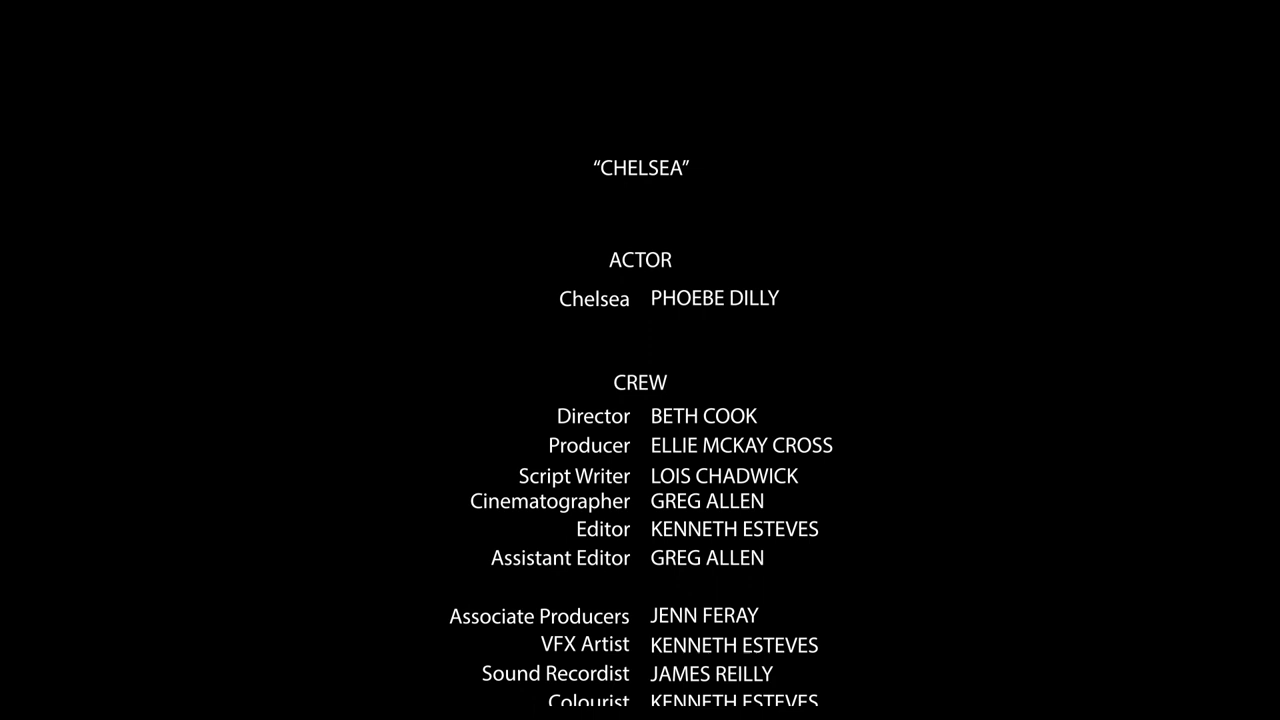 “CHELSEA”
ACTOR
Chelsea PHOEBE DILLY
CREW
Director BETH COOK
Producer ELLIE MCKAY CROSS
Script Writer LOIS CHADWICK
Cinematographer GREG ALLEN
Editor KENNETH ESTEVES
Assistant Editor GREG ALLEN
Associate Producers JENN FERAY
VFX Artist KENNETH ESTEVES
Sound Recordist JAMES REILLY
Colourist KENNETH ESTEVES